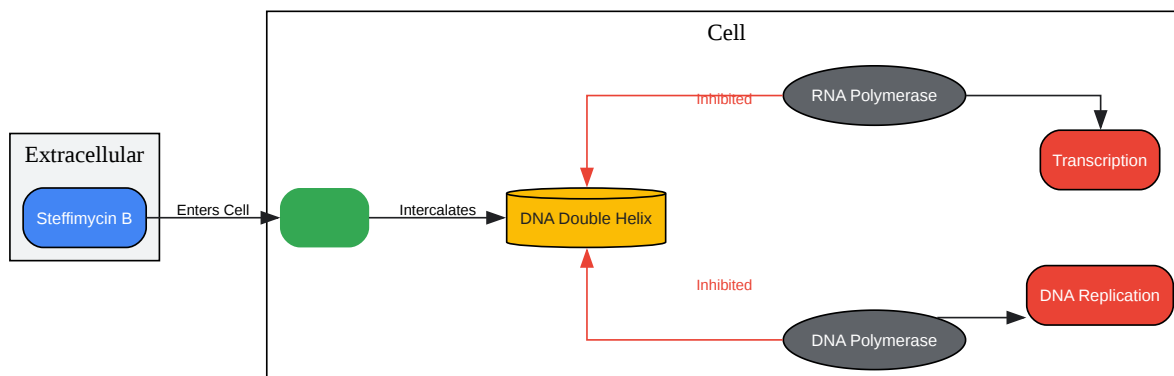 Cell
Extracellular
Steffimycin B
Enters Cell
Intercalates
DNA Double Helix
Inhibited
RNA Polymerase
Transcription
Inhibited
DNA Polymerase
DNA Replication